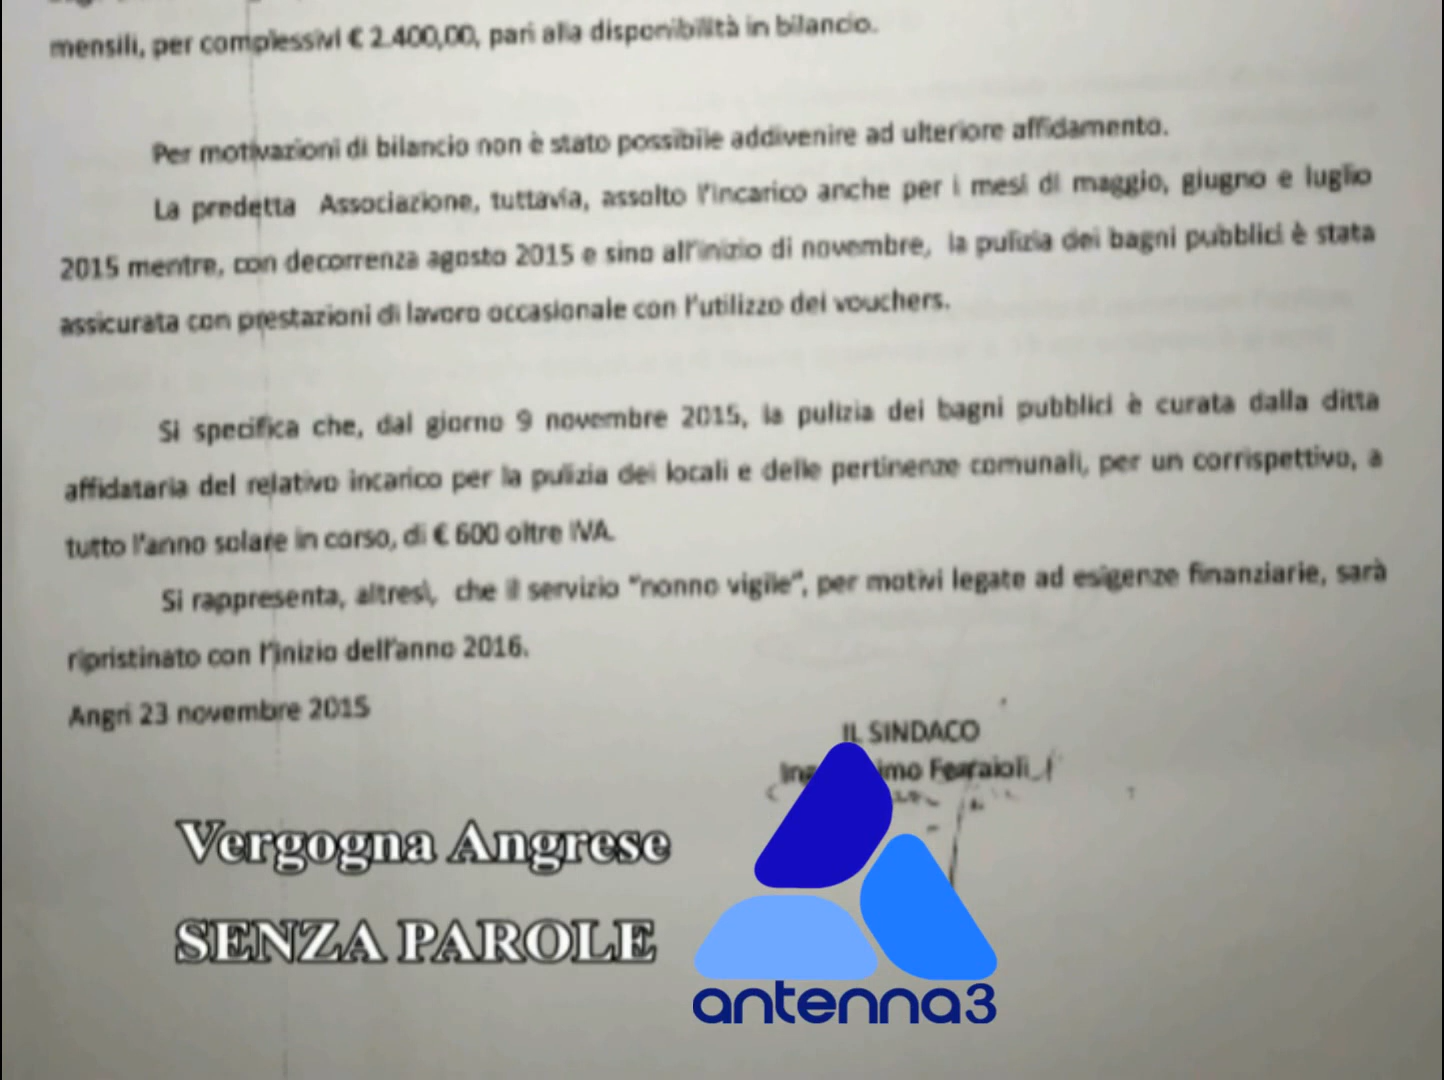 mensili, per complessivi € 2.400,00, pari alla disponibilità in bilancio.
Per motivazioni di bilancio non è stato possibile addivenire ad ulteriore affidamento.
La predetta Associazione, tuttavia, assolto l'incarico anche per i mesi di maggio, giugno e luglio
2015 mentre, con decorrenza agosto 2015 e sino all'inizio di novembre, la pulizia dei bagni pubblici è stata
assicurata con prestazioni di lavoro occasionale con l'utilizzo dei vouchers.
Si specifica che, dal giorno 9 novembre 2015, la pulizia dei bagni pubblici è curata dalla ditta
affidataria del relativo incarico per la pulizia dei locali e delle pertinenze comunali, per un corrispettivo, a
tutto l'anno solare in corso, di € 600 oltre IVA.
Si rappresenta, altresì, che il servizio "nonno vigile", per motivi legate ad esigenze finanziarie, sarà
ripristinato con l'inizio dell'anno 2016.
Angri 23 novembre 2015
IL SINDACO
Ferraioli
Vergogna Angrese
SENZA PAROLE
antenna3